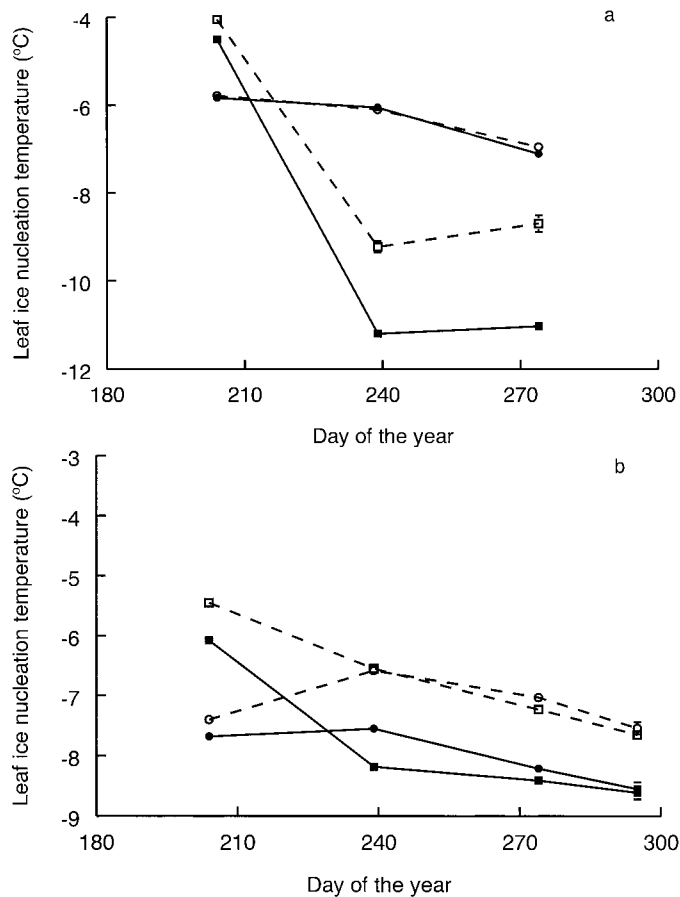 a
Leaf ice nucleation temperature (ºC)
-4
-6
-8
-10
-12
180 210 240 270 300
Day of the year
b
Leaf ice nucleation temperature (ºC)
-3
-4
-5
-6
-7
-8
-9
180 210 240 270 300
Day of the year